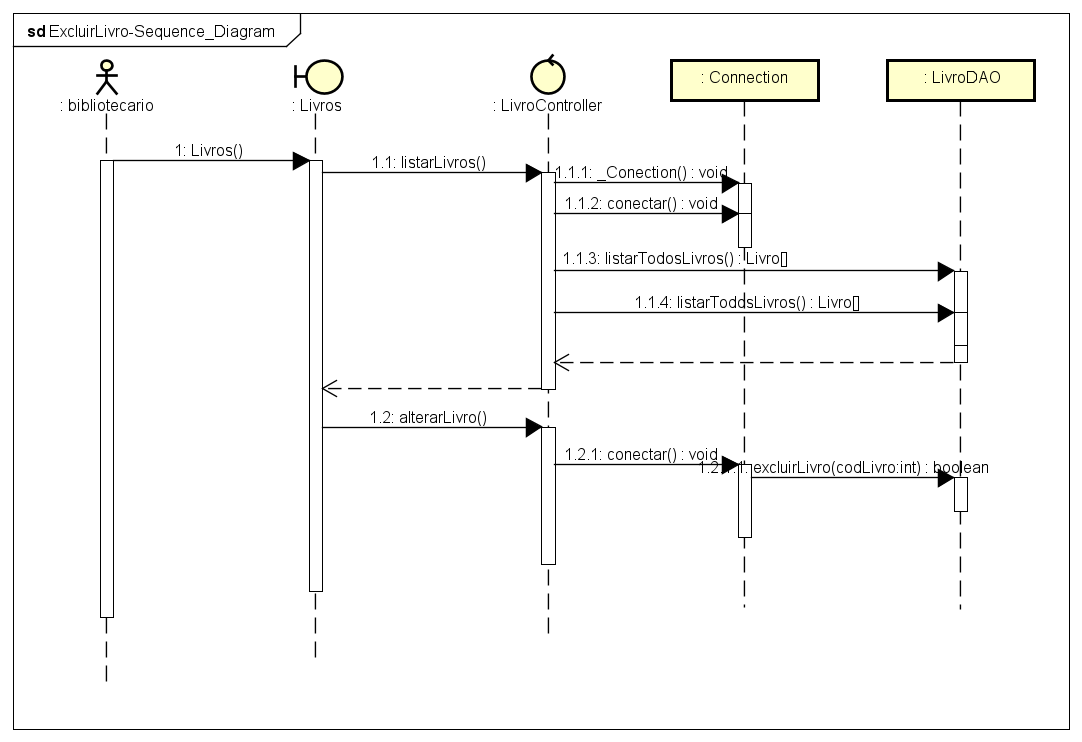 sd ExcluirLivro-Sequence_Diagram
: bibliotecario
: Livros
: LivroController
: Connection
: LivroDAO
1: Livros()
1.1: listarLivros()
1.1.1: _Conection() : void
1.1.2: conectar() : void
1.1.3: listarTodosLivros() : Livro[]
1.1.4: listarTodosLivros() : Livro[]
1.2: alterarLivro()
1.2.1: conectar() : void
1.2.1.1: excluirLivro(codLivro:int) : boolean